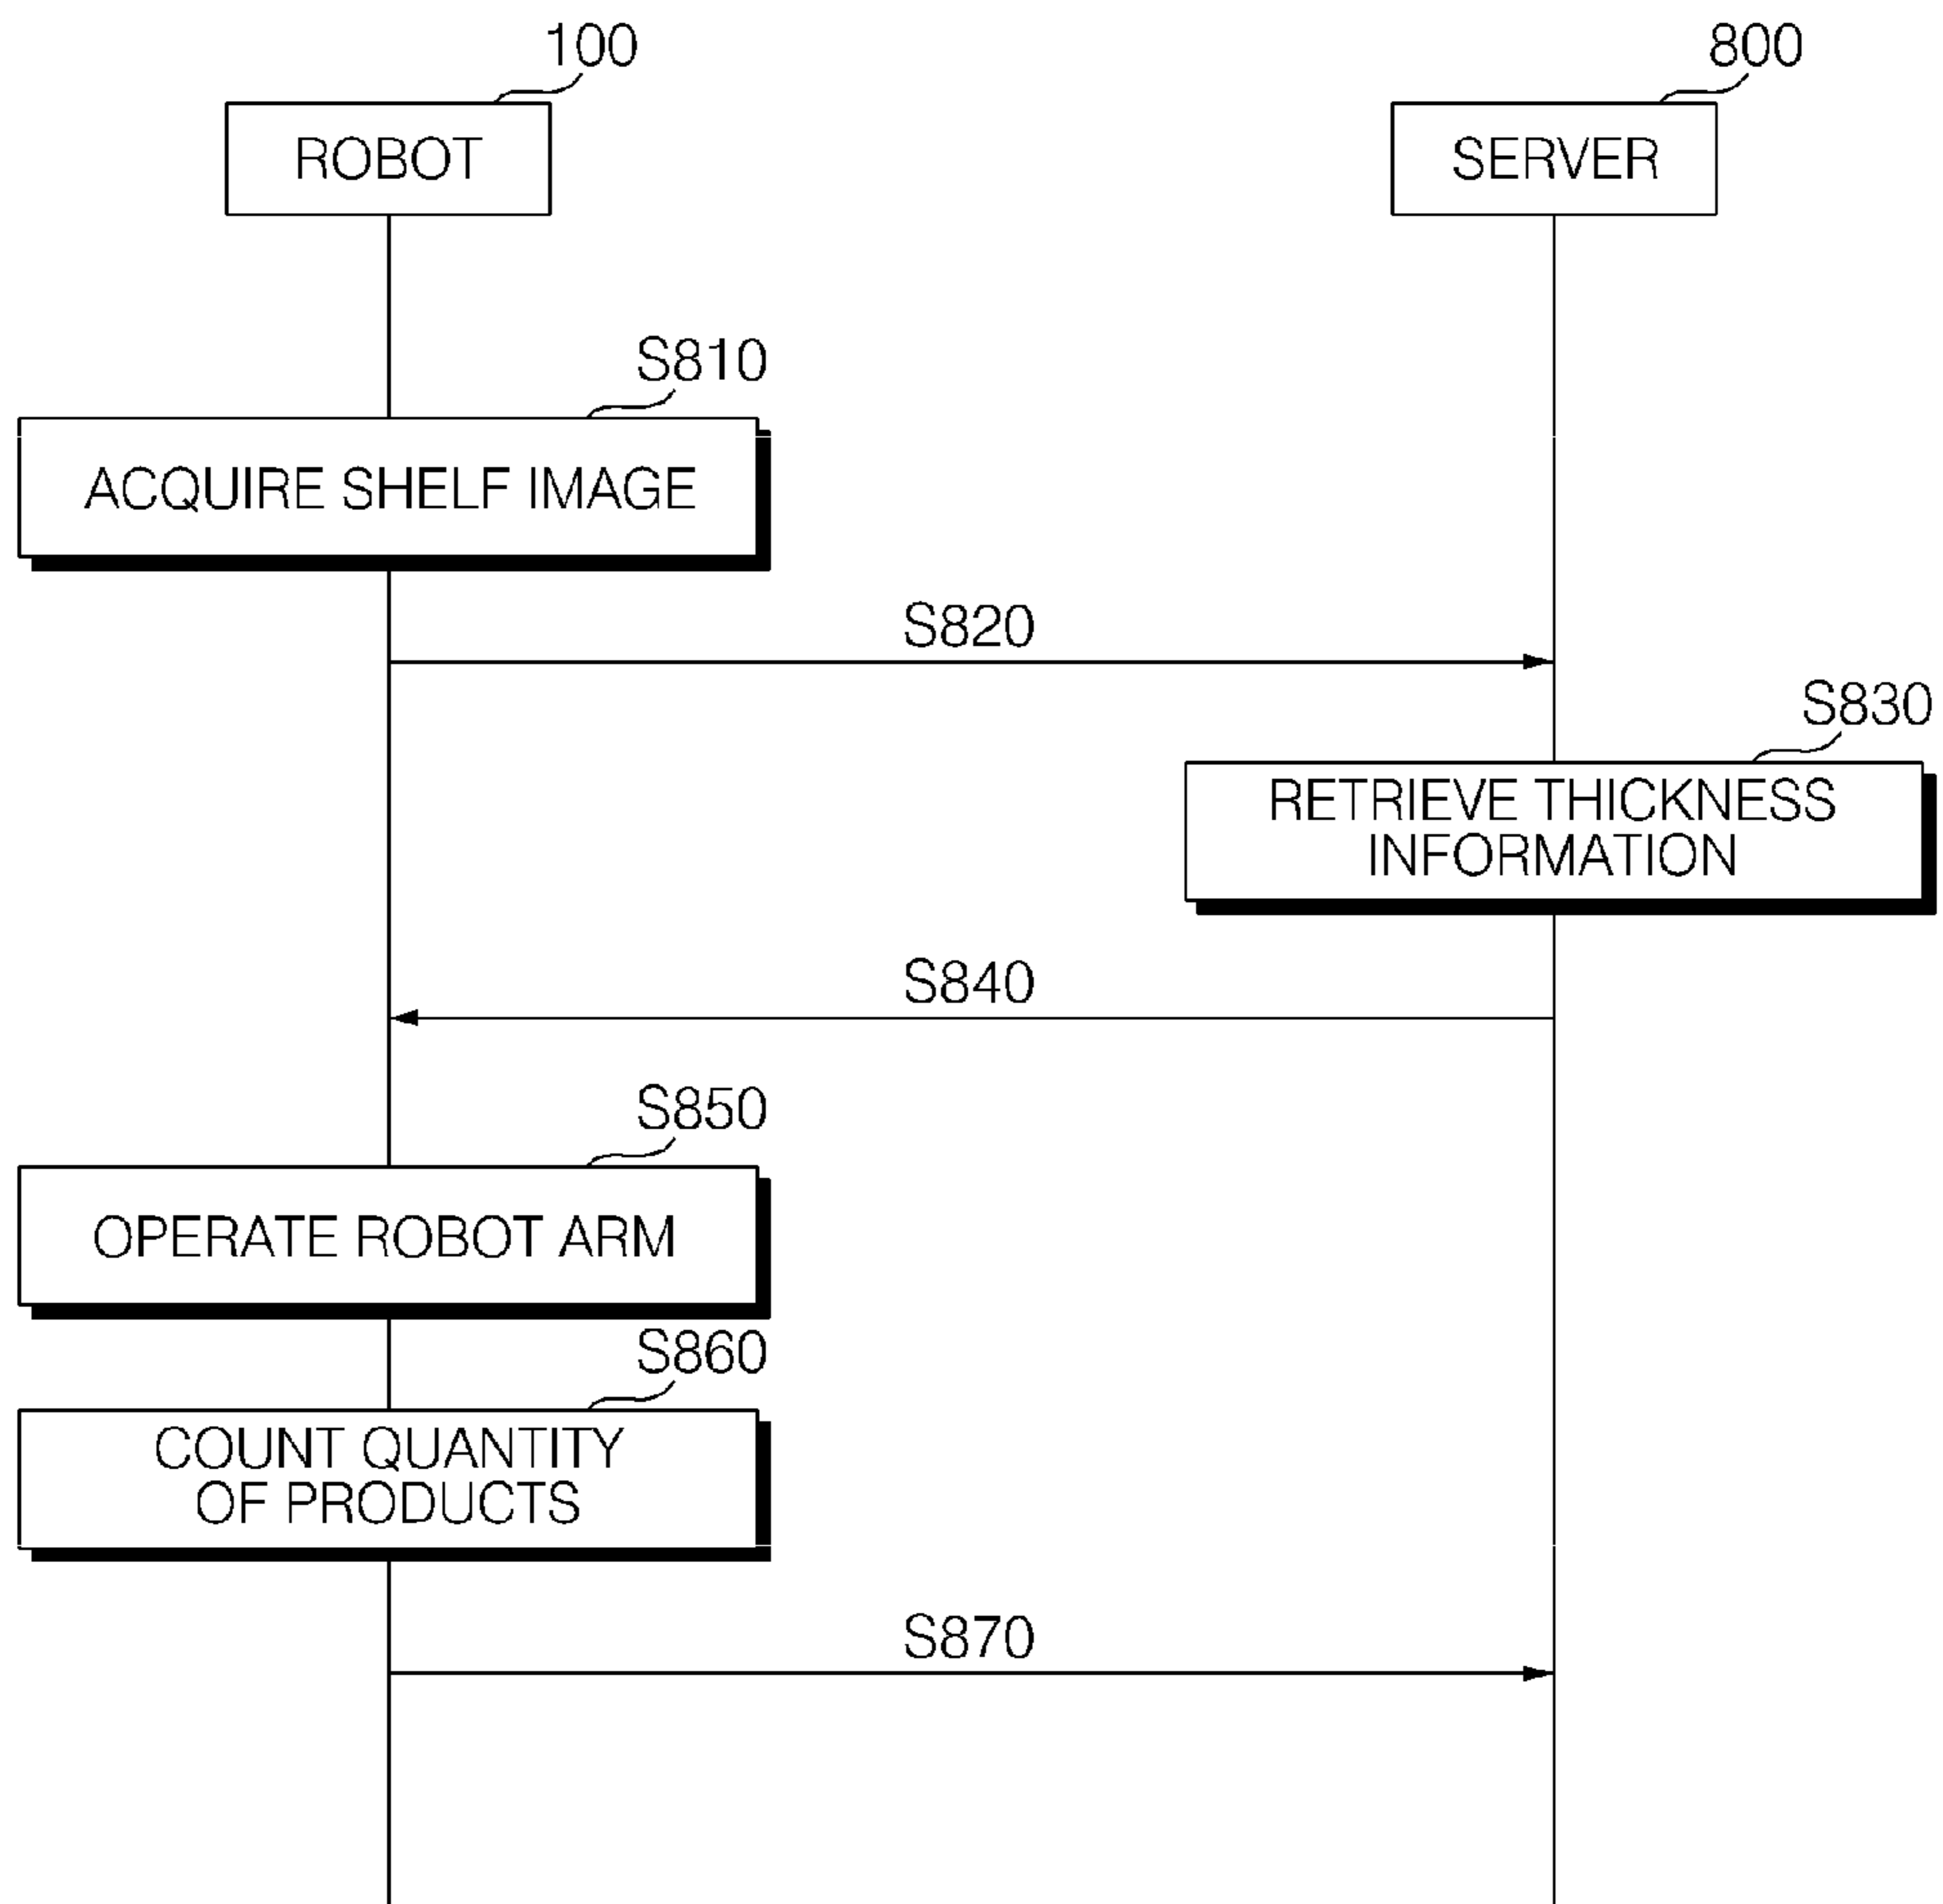 100
800
ROBOT
SERVER
S810
ACQUIRE SHELF IMAGE
S820
S830
RETRIEVE THICKNESS
INFORMATION
S840
S850
OPERATE ROBOT ARM
S860
COUNT QUANTITY
OF PRODUCTS
S870